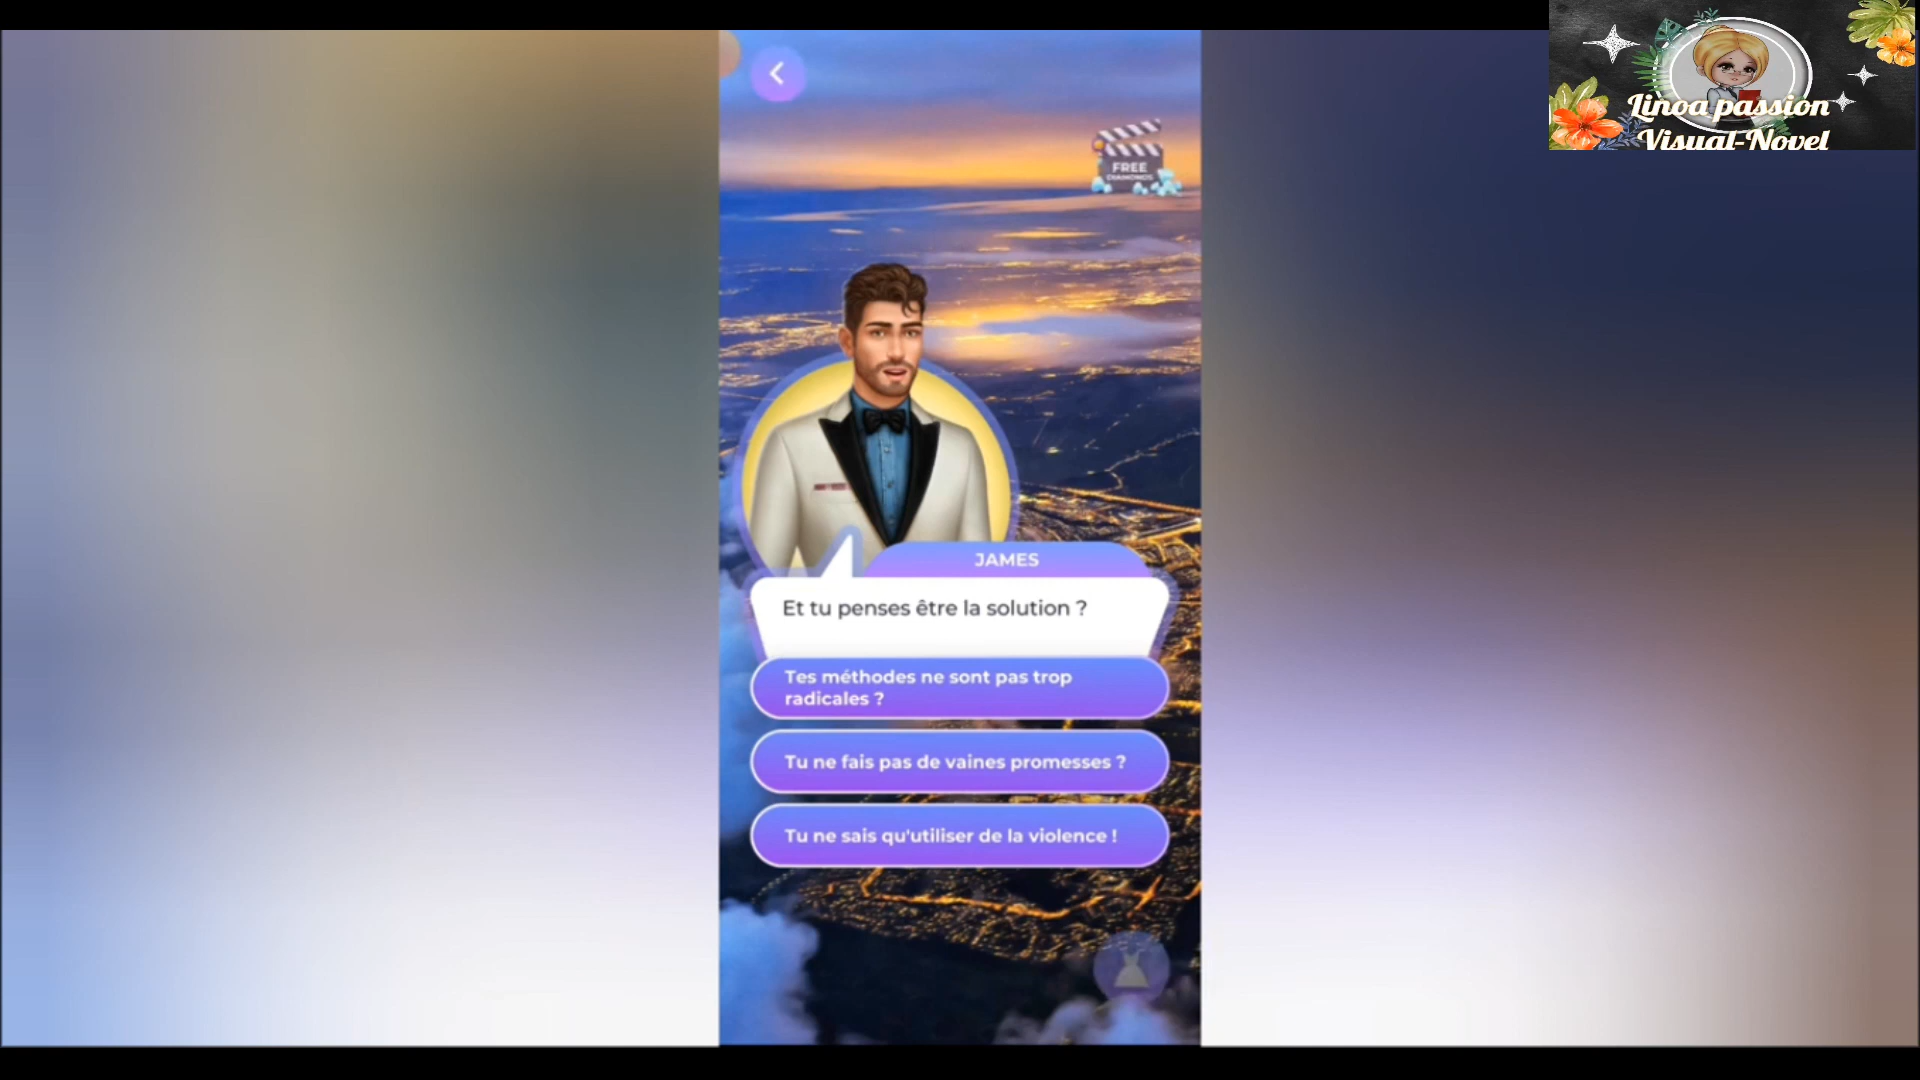 Linoa passion
Visual-Novel
FREE
DIAMONDS
JAMES
Et tu penses être la solution ?
Tes méthodes ne sont pas trop
radicales ?
Tu ne fais pas de vaines promesses ?
Tu ne sais qu'utiliser de la violence !